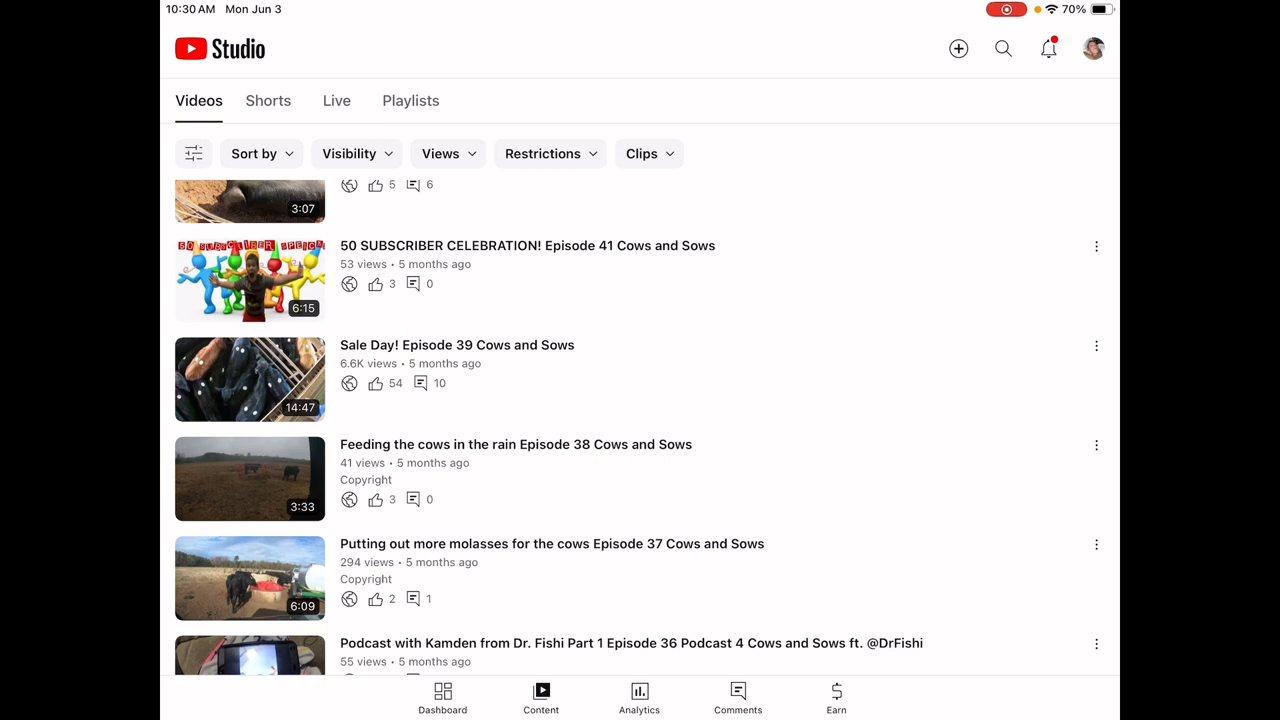 10:30 AM Mon Jun 3
70%
Studio
Videos Shorts Live Playlists
Sort by Visibility Views Restrictions Clips
5 6
3:07
50 SUBSCRIBER SPEICA
50 SUBSCRIBER CELEBRATION! Episode 41 Cows and Sows
53 views • 5 months ago
3 0
6:15
Sale Day! Episode 39 Cows and Sows
6.6K views • 5 months ago
54 10
14:47
Feeding the cows in the rain Episode 38 Cows and Sows
41 views • 5 months ago
Copyright
3 0
3:33
Putting out more molasses for the cows Episode 37 Cows and Sows
294 views • 5 months ago
Copyright
2 1
6:09
Podcast with Kamden from Dr. Fishi Part 1 Episode 36 Podcast 4 Cows and Sows ft. @DrFishi
55 views • 5 months ago
Dashboard Content Analytics Comments Earn